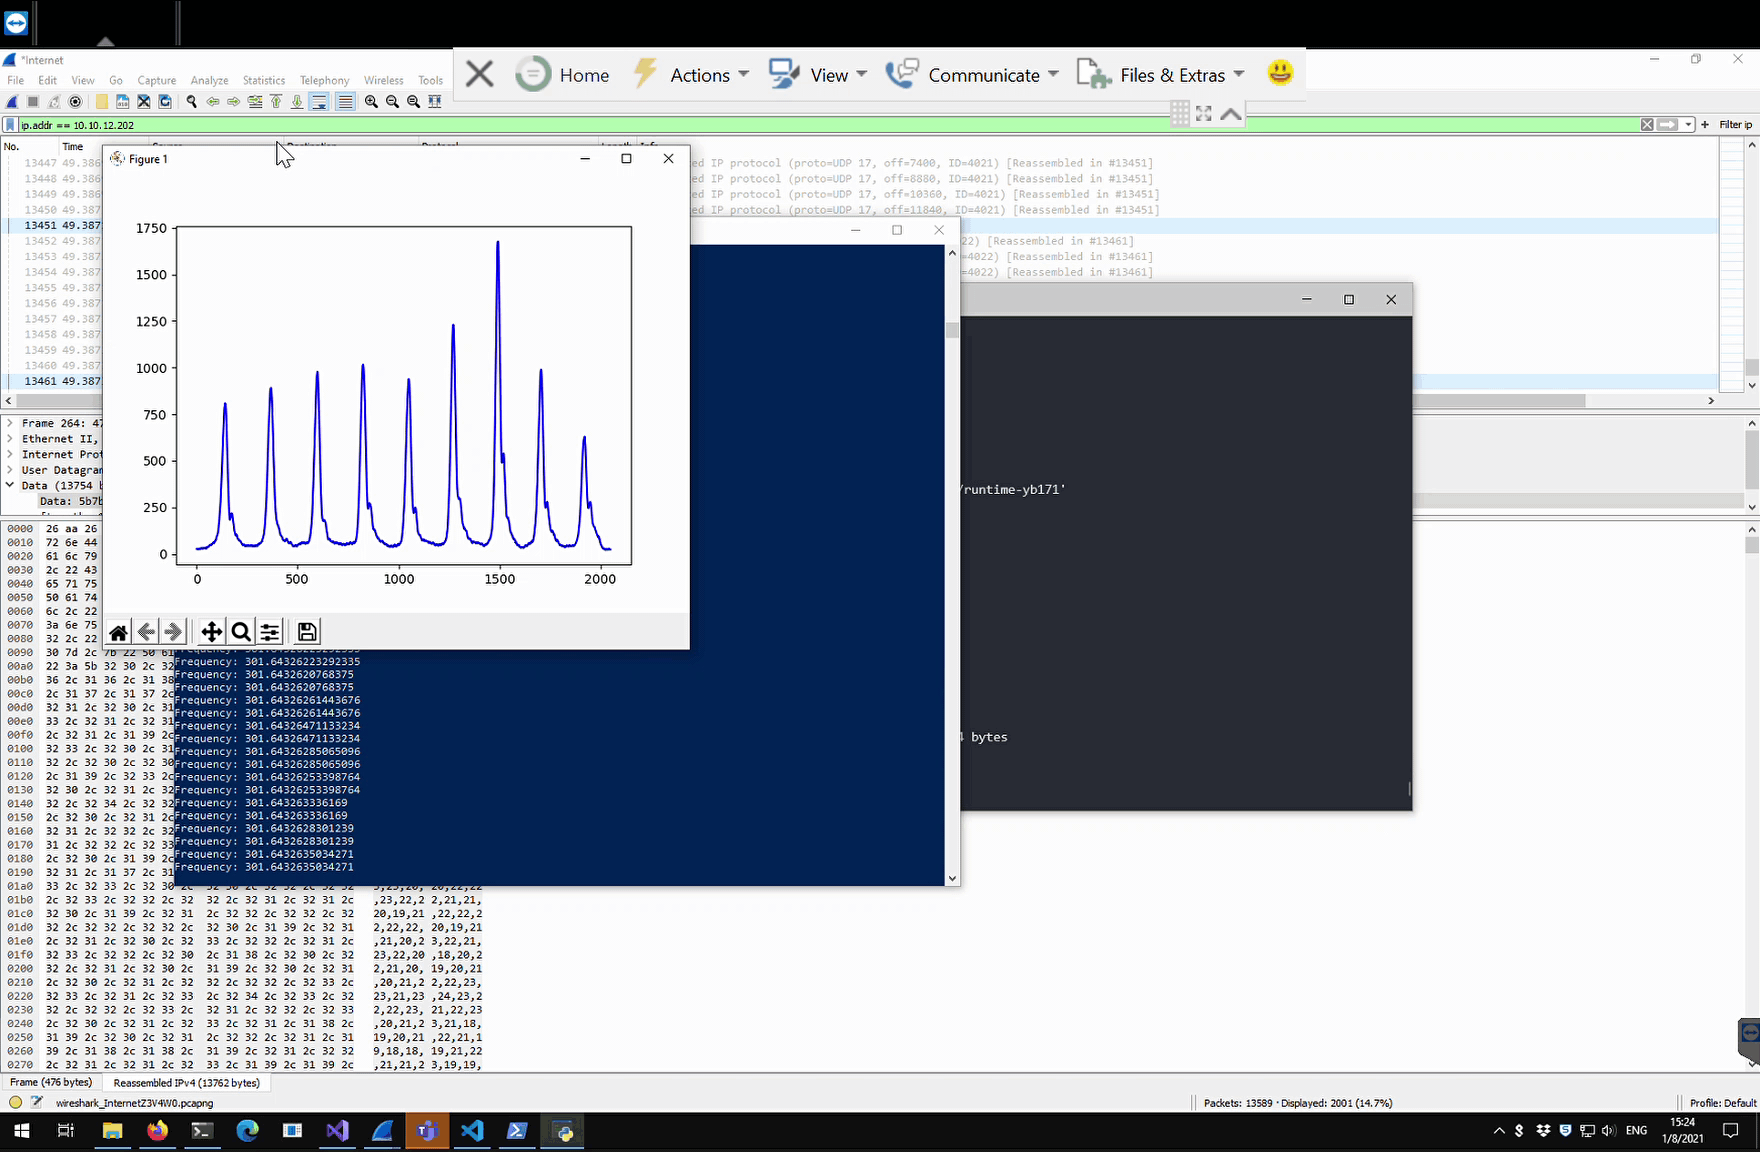 *Internet
File Edit View Go Capture Analyze Statistics Telephony Wireless Tools
Home Actions View Communicate Files & Extras
ip.addr == 10.10.12.202
Filter ip
No. Time
13447 49.386 ed IP protocol (proto=UDP 17, off=7400, ID=4021) [Reassembled in #13451]
13448 49.387 ed IP protocol (proto=UDP 17, off=8880, ID=4021) [Reassembled in #13451]
13449 49.387 ed IP protocol (proto=UDP 17, off=10360, ID=4021) [Reassembled in #13451]
13450 49.387 ed IP protocol (proto=UDP 17, off=11840, ID=4021) [Reassembled in #13451]
13451 49.387
13452 49.387 22) [Reassembled in #13461]
13453 49.387 =4022) [Reassembled in #13461]
13454 49.387 =4022) [Reassembled in #13461]
13455 49.387
13456 49.387
13457 49.387
13458 49.387
13459 49.387
13460 49.387
13461 49.387
Figure 1
1750
1500
1250
1000
750
500
250
0
0 500 1000 1500 2000
Frame 264: 47
Ethernet II,
Internet Prot
User Datagram
Data (13754 b
Data: 5b7b
/runtime-yb171'
bytes
Frequency: 301.64326223292335
Frequency: 301.6432620768375
Frequency: 301.6432620768375
Frequency: 301.64326261443676
Frequency: 301.64326261443676
Frequency: 301.64326471133234
Frequency: 301.64326471133234
Frequency: 301.64326285065096
Frequency: 301.64326285065096
Frequency: 301.64326253398764
Frequency: 301.64326253398764
Frequency: 301.643263336169
Frequency: 301.643263336169
Frequency: 301.6432628301239
Frequency: 301.6432628301239
Frequency: 301.6432635034271
Frequency: 301.6432635034271
0000 26 aa 26
0010 72 6e 44
0020 61 6c 79
0030 2c 22 43
0040 65 71 75
0050 50 61 74
0060 6c 2c 22
0070 3a 6e 75
0080 32 2c 22
0090 30 7d 2c 7b 22 50 61
00a0 22 3a 5b 32 30 2c 32
00b0 36 2c 31 36 2c 31 38
00c0 2c 31 37 2c 31 37 2c
00d0 32 31 2c 32 30 2c 31
00e0 33 2c 32 31 2c 32 31
00f0 2c 32 31 2c 31 39 2c
0100 32 33 2c 32 30 2c 31
0110 32 2c 32 30 2c 32 30
0120 2c 31 39 2c 32 33 2c
0130 32 30 2c 32 31 2c 32
0140 32 2c 32 34 2c 32 32
0150 2c 32 30 2c 32 31 2c
0160 32 31 2c 32 32 2c 32
0170 31 2c 32 32 2c 32 33
0180 2c 32 30 2c 31 39 2c
0190 32 31 2c 31 37 2c 31
01a0 33 2c 32 33 2c 32 30
01b0 2c 32 33 2c 32 32 2c 32 32 2c 32 31 2c 32 31 2c ,23,22,2 2,21,21,
01c0 32 30 2c 31 39 2c 32 31 2c 32 32 2c 32 32 2c 32 20,19,21 ,22,22,2
01d0 32 2c 32 32 2c 32 32 2c 32 30 2c 31 39 2c 32 31 2,22,22, 20,19,21
01e0 2c 32 31 2c 32 30 2c 32 33 2c 32 32 2c 32 31 2c ,21,20,2 3,22,21,
01f0 32 33 2c 32 32 2c 32 30 2c 31 38 2c 32 30 2c 32 23,22,20 ,18,20,2
0200 32 2c 32 31 2c 32 30 2c 31 39 2c 32 30 2c 32 31 2,21,20, 19,20,21
0210 2c 32 30 2c 32 31 2c 32 32 2c 32 32 2c 32 33 2c ,20,21,2 2,22,23,
0220 32 33 2c 32 31 2c 32 33 2c 32 34 2c 32 33 2c 32 23,21,23 ,24,23,2
0230 32 2c 32 32 2c 32 33 2c 32 31 2c 32 32 2c 32 33 2,22,23, 21,22,23
0240 2c 32 30 2c 32 31 2c 32 33 2c 32 31 2c 31 38 2c ,20,21,2 3,21,18,
0250 31 39 2c 32 30 2c 32 31 2c 32 32 2c 32 31 2c 31 19,20,21 ,22,21,1
0260 39 2c 31 38 2c 31 38 2c 31 39 2c 32 31 2c 32 32 9,18,18, 19,21,22
0270 2c 32 31 2c 32 31 2c 32 33 2c 31 39 2c 31 39 2c ,21,21,2 3,19,19,
Frame (476 bytes) Reassembled IPv4 (13762 bytes)
wireshark_InternetZ3V4W0.pcapng
Packets: 13589 · Displayed: 2001 (14.7%)
Profile: Default
ENG
15:24
1/8/2021